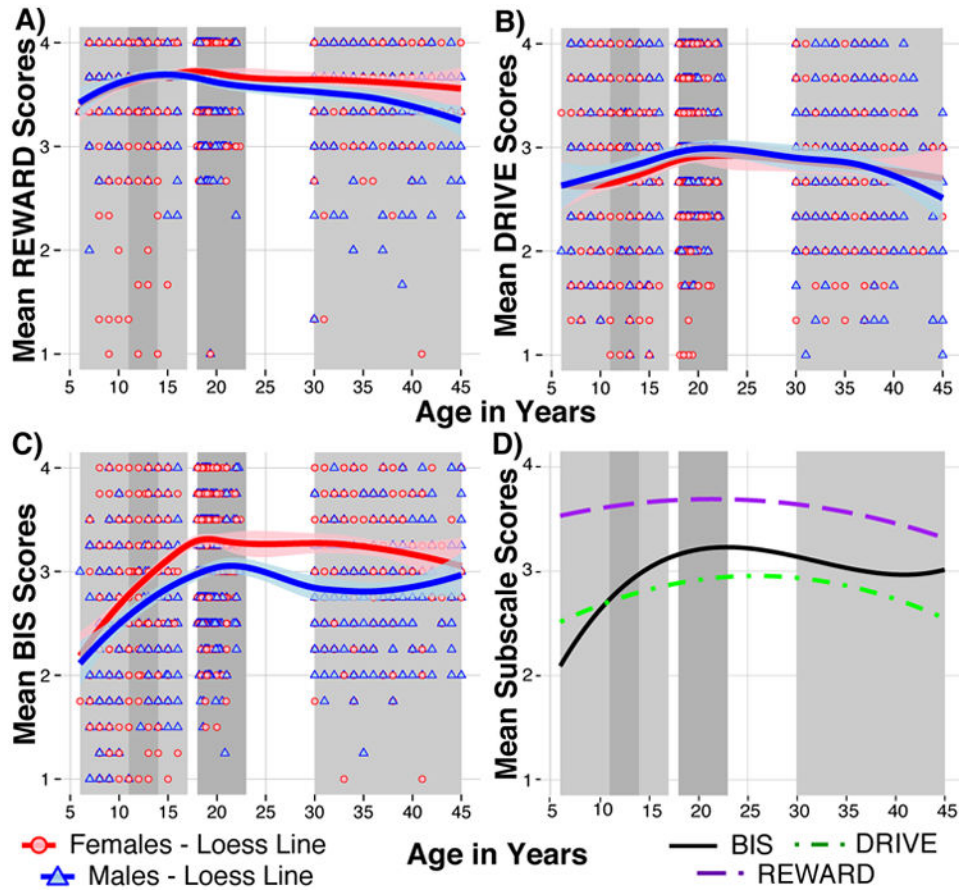 A)
Mean REWARD Scores
4
3
2
1
5 10 15 20 25 30 35 40 45
B)
Mean DRIVE Scores
4
3
2
1
5 10 15 20 25 30 35 40 45
Age in Years
C)
Mean BIS Scores
4
3
2
1
5 10 15 20 25 30 35 40 45
D)
Mean Subscale Scores
4
3
2
1
5 10 15 20 25 30 35 40 45
Females - Loess Line
Males - Loess Line
Age in Years
BIS
DRIVE
REWARD